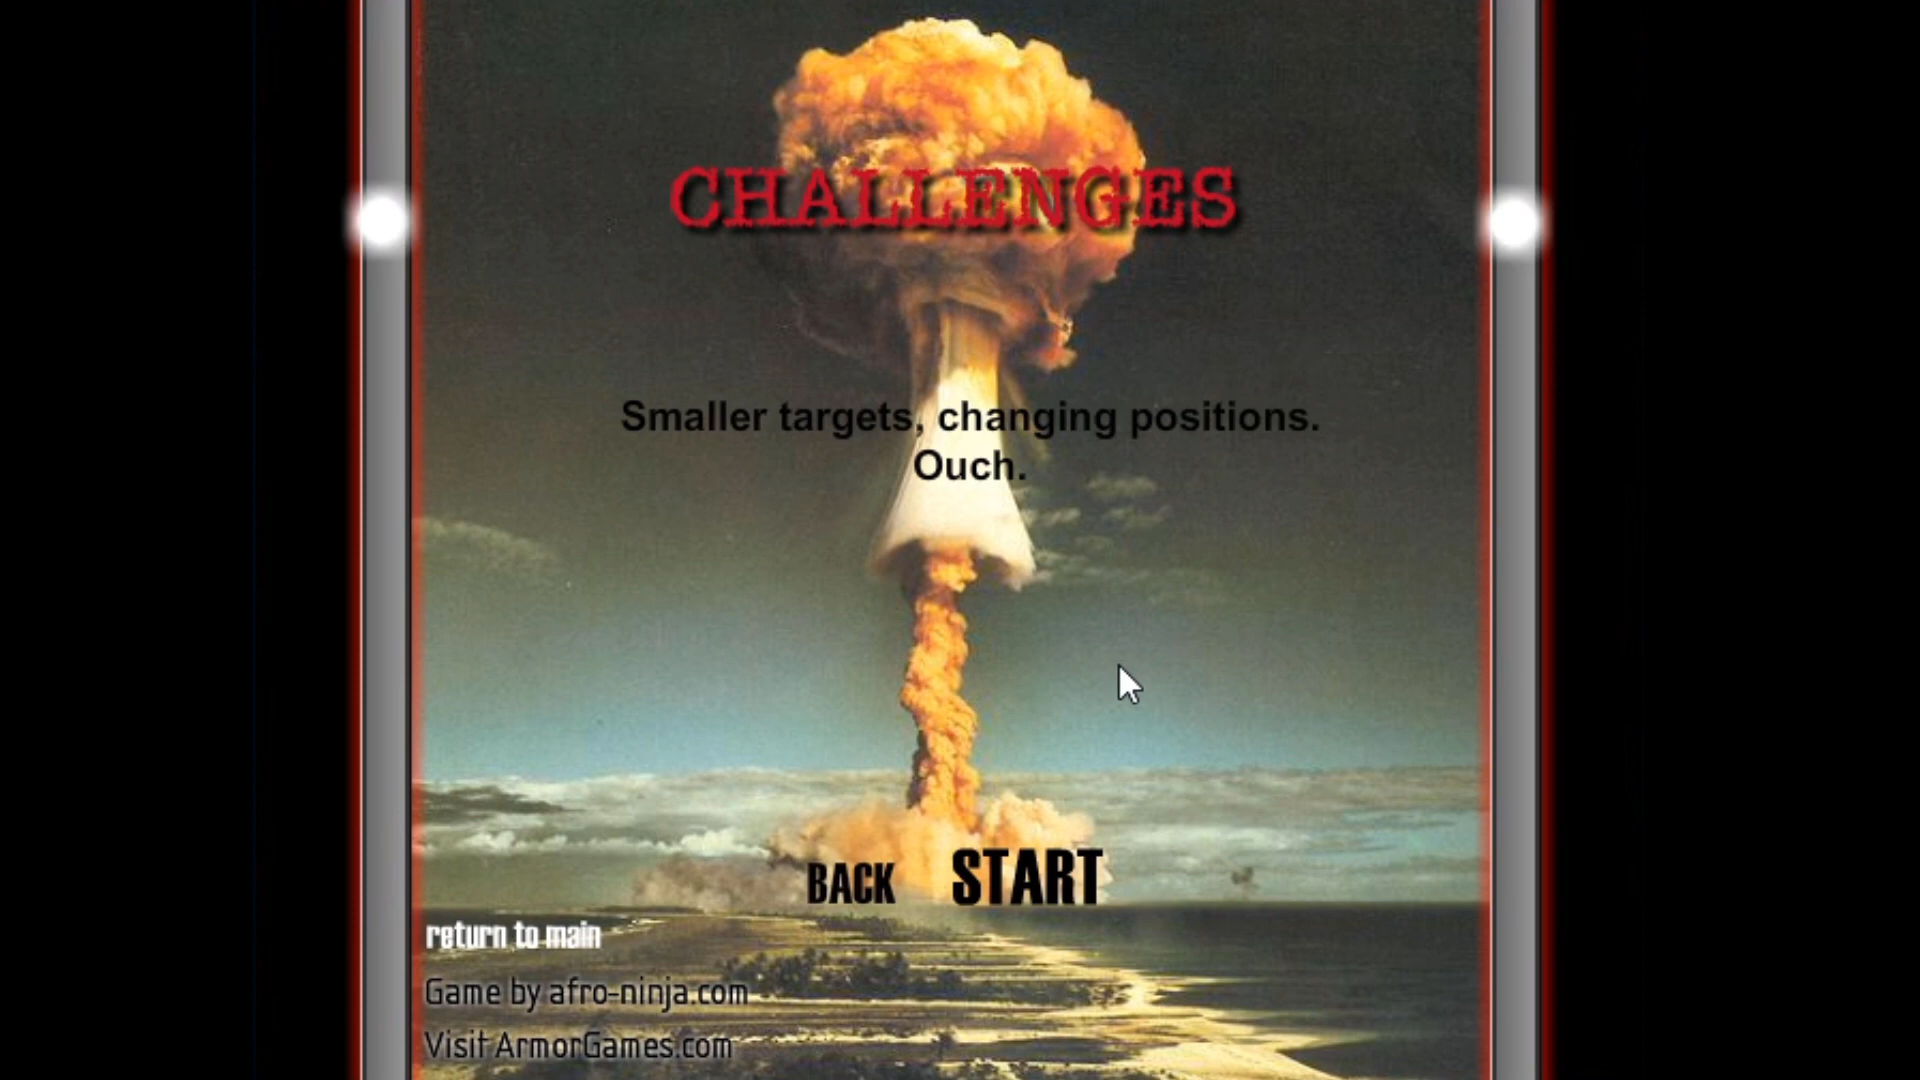 CHALLENGES
Smaller targets, changing positions.
Ouch.
BACK START
return to main
Game by afro-ninja.com
Visit ArmorGames.com